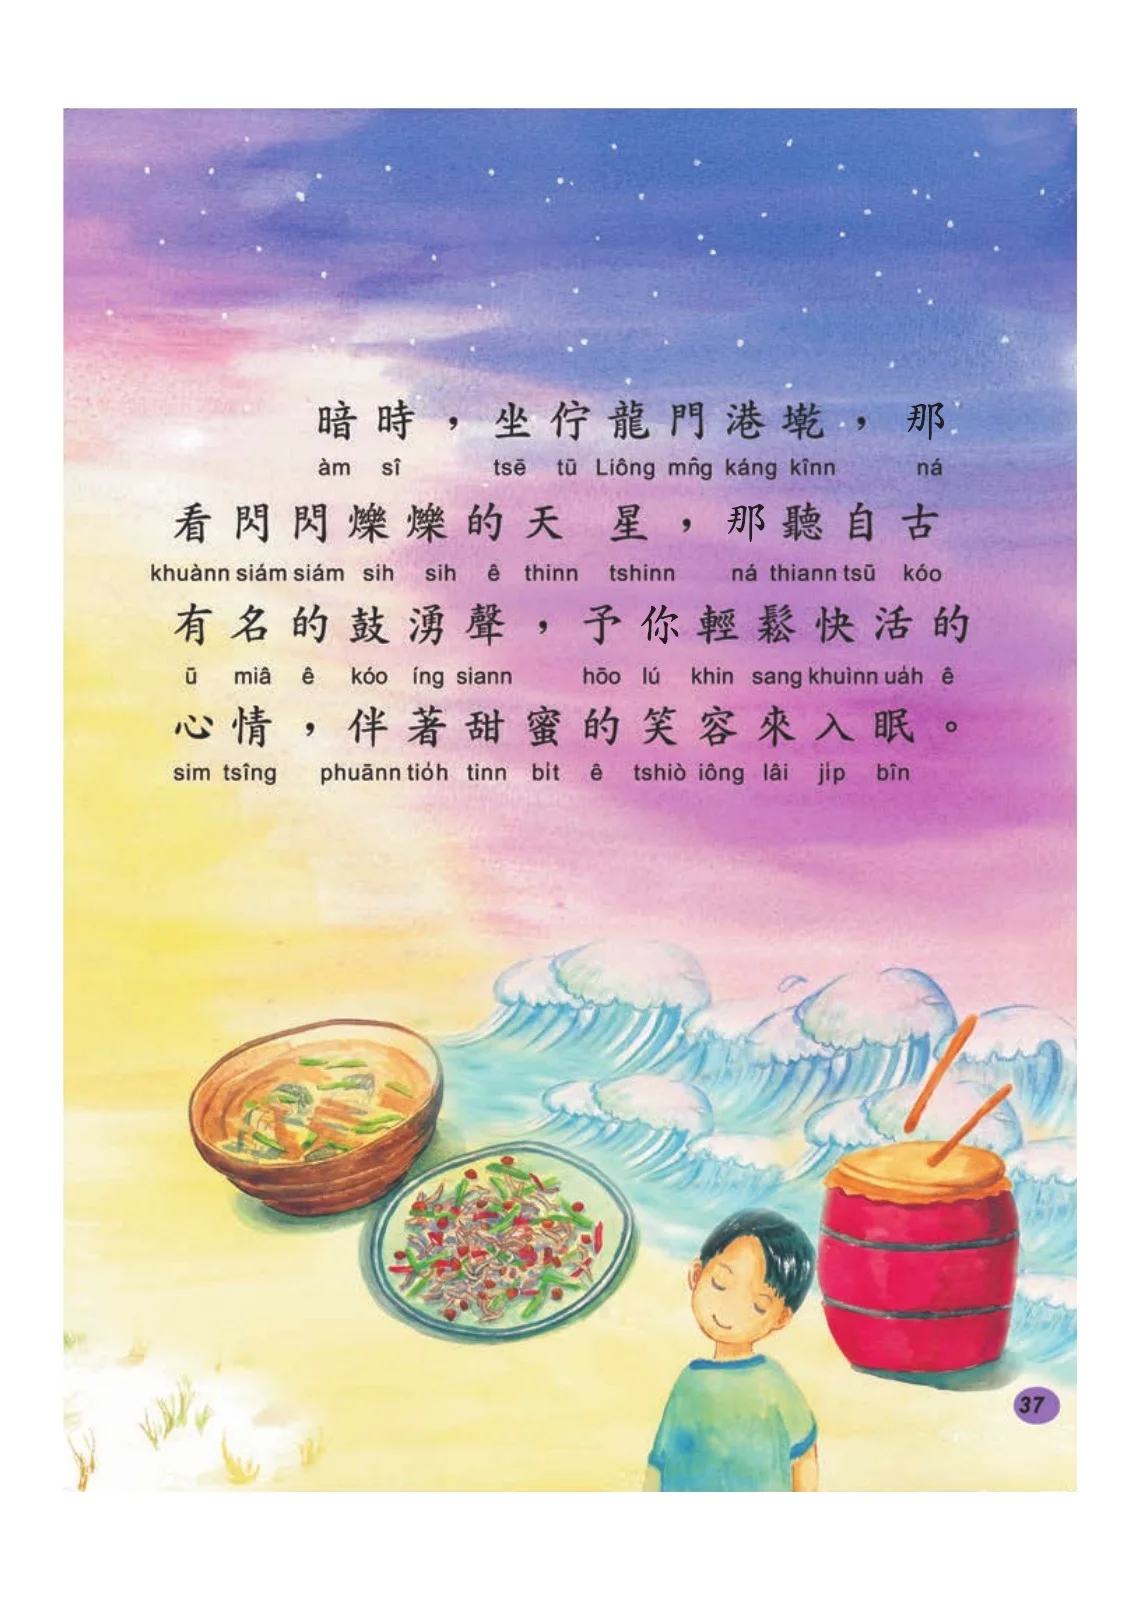 暗時，坐佇龍門港墘，那
àm sî tsē tū Liông mn̂g káng kînn ná
看閃閃爍爍的天星，那聽自古
khuànn siám siám sih sih ê thinn tshinn ná thiann tsū kóo
有名的鼓湧聲，予你輕鬆快活的
ū miâ ê kóo íng siann hōo lú khin sang khuìnn ua̍h ê
心情，伴著甜蜜的笑容來入眠。
sim tsîng phuānn tio̍h tinn bi̍t ê tshiò iông lâi ji̍p bîn
37